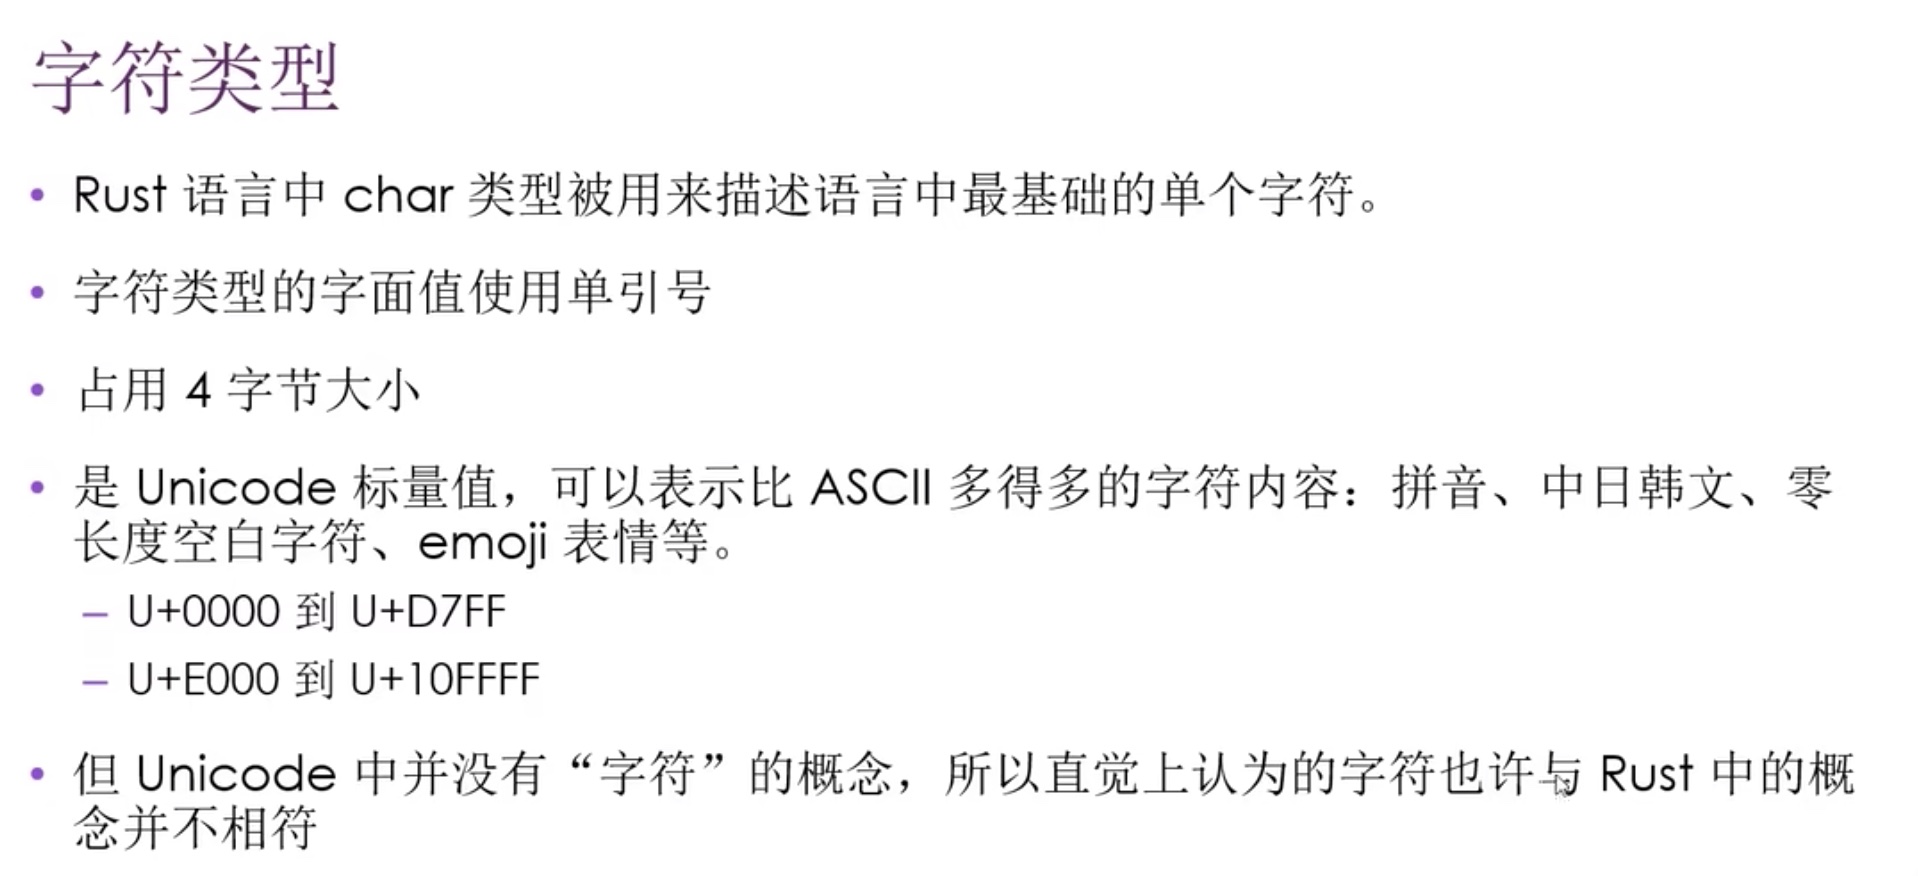 字符类型
• Rust 语言中 char 类型被用来描述语言中最基础的单个字符。
• 字符类型的字面值使用单引号
• 占用 4 字节大小
• 是 Unicode 标量值，可以表示比 ASCII 多得多的字符内容：拼音、中日韩文、零
长度空白字符、emoji 表情等。
– U+0000 到 U+D7FF
– U+E000 到 U+10FFFF
• 但 Unicode 中并没有“字符”的概念，所以直觉上认为的字符也许与 Rust 中的概
念并不相符